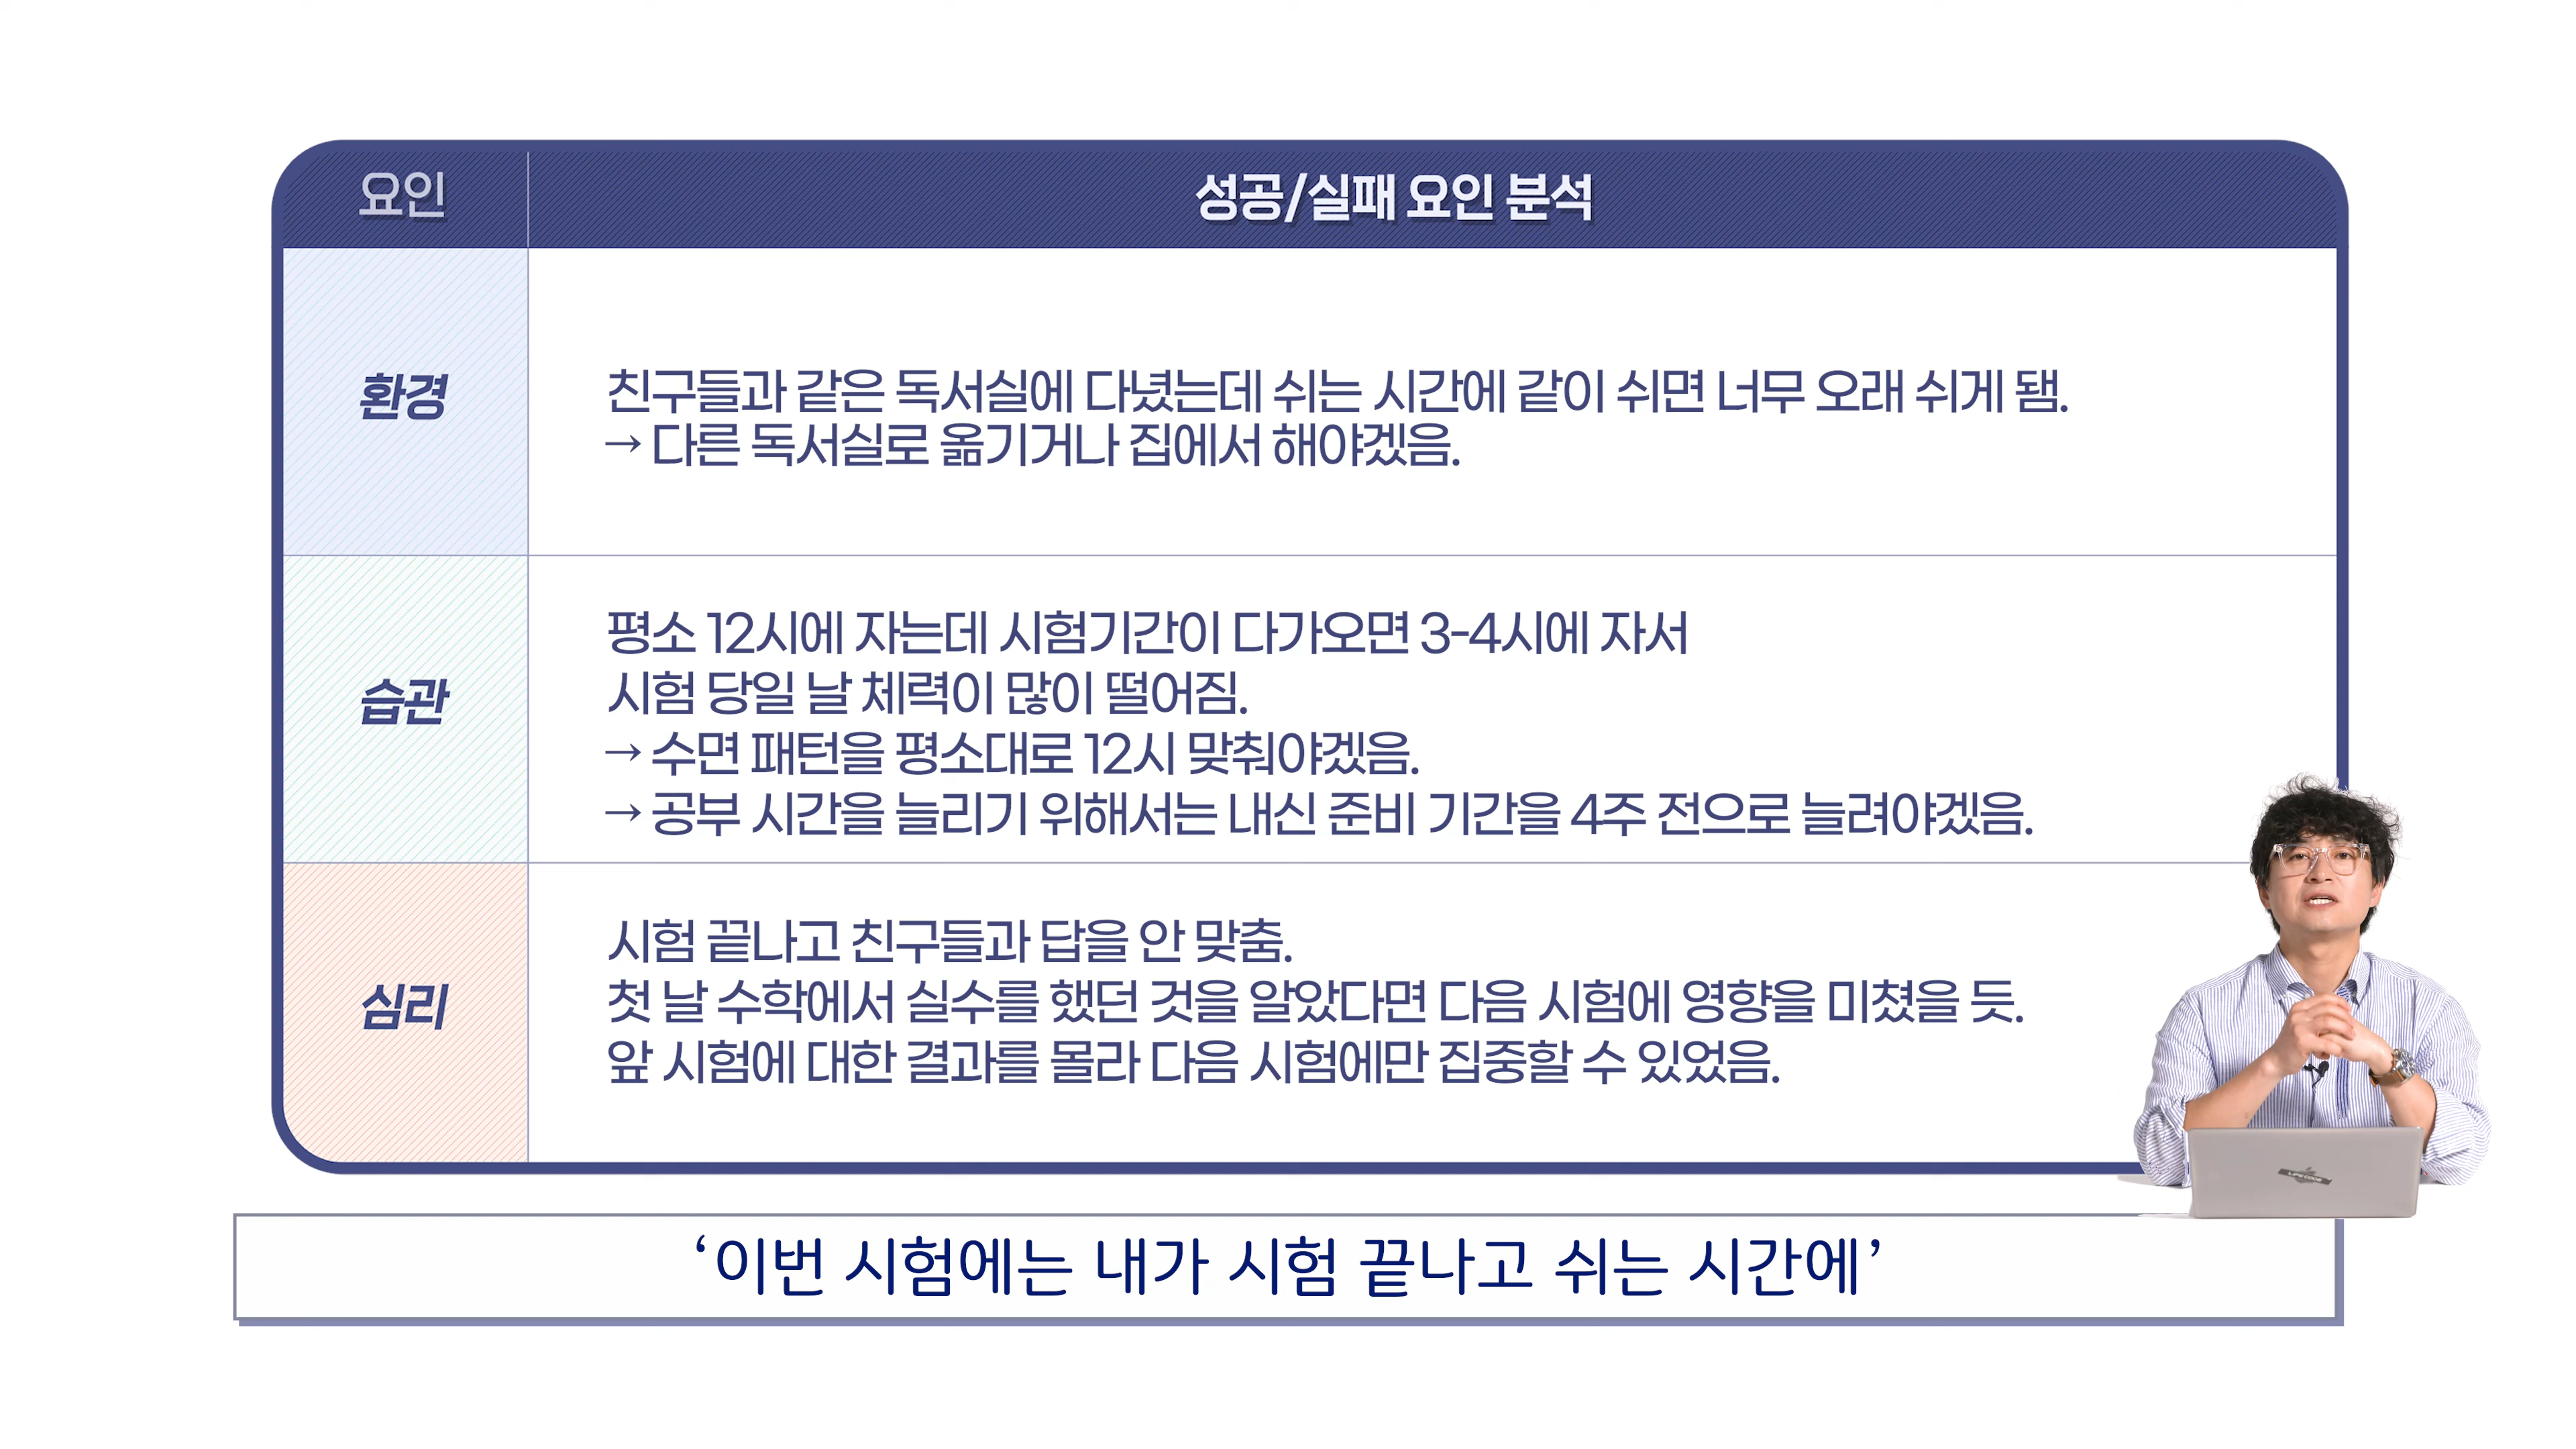 요인
성공/실패 요인 분석
환경
친구들과 같은 독서실에 다녔는데 쉬는 시간에 같이 쉬면 너무 오래 쉬게 됌.
→ 다른 독서실로 옮기거나 집에서 해야겠음.
습관
평소 12시에 자는데 시험기간이 다가오면 3-4시에 자서
시험 당일 날 체력이 많이 떨어짐.
→ 수면 패턴을 평소대로 12시 맞춰야겠음.
→ 공부 시간을 늘리기 위해서는 내신 준비 기간을 4주 전으로 늘려야겠음.
심리
시험 끝나고 친구들과 답을 안 맞춤.
첫 날 수학에서 실수를 했던 것을 알았다면 다음 시험에 영향을 미쳤을 듯.
앞 시험에 대한 결과를 몰라 다음 시험에만 집중할 수 있었음.
‘이번 시험에는 내가 시험 끝나고 쉬는 시간에’